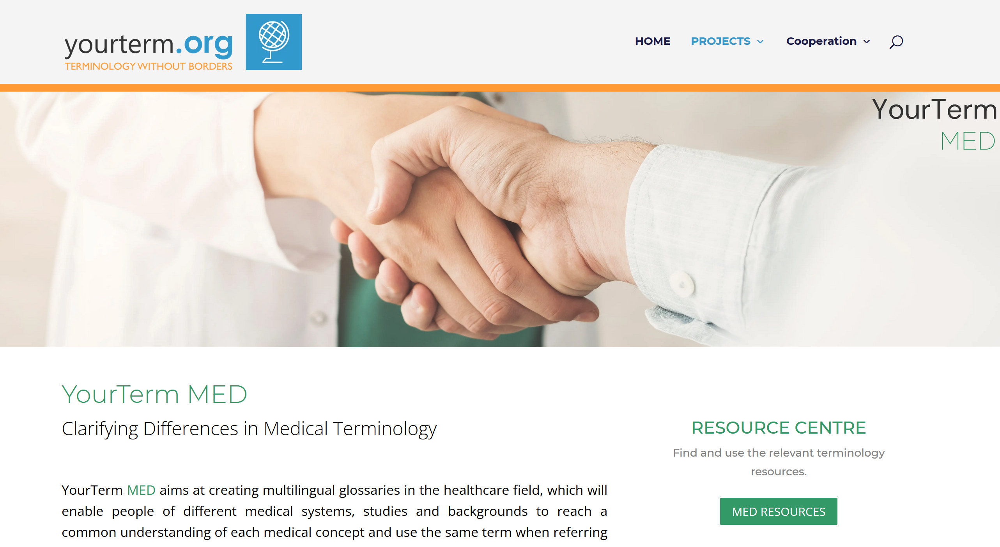 yourterm.org
TERMINOLOGY WITHOUT BORDERS
HOME
PROJECTS
Cooperation
YourTerm
MED
YourTerm MED
Clarifying Differences in Medical Terminology
YourTerm MED aims at creating multilingual glossaries in the healthcare field, which will
enable people of different medical systems, studies and backgrounds to reach a
common understanding of each medical concept and use the same term when referring
RESOURCE CENTRE
Find and use the relevant terminology
resources.
MED RESOURCES